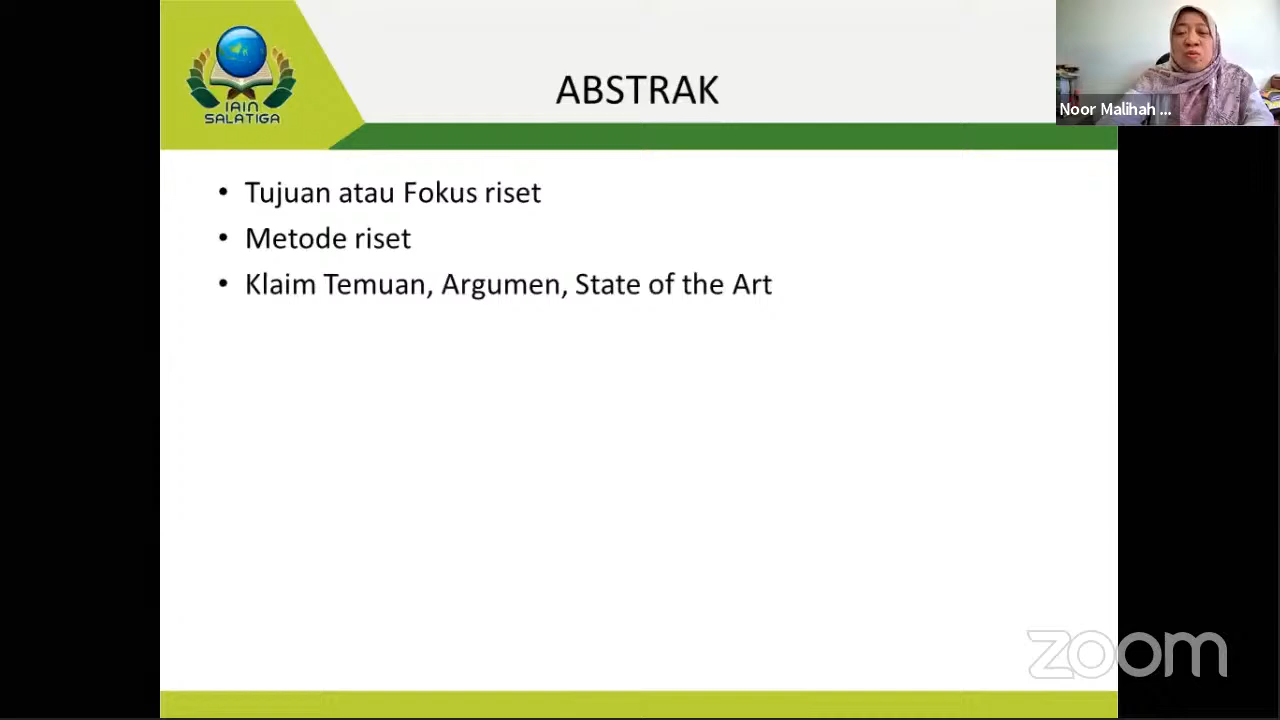 IAIN
SALATIGA
ABSTRAK
Noor Malihah ...
• Tujuan atau Fokus riset
• Metode riset
• Klaim Temuan, Argumen, State of the Art
zoom